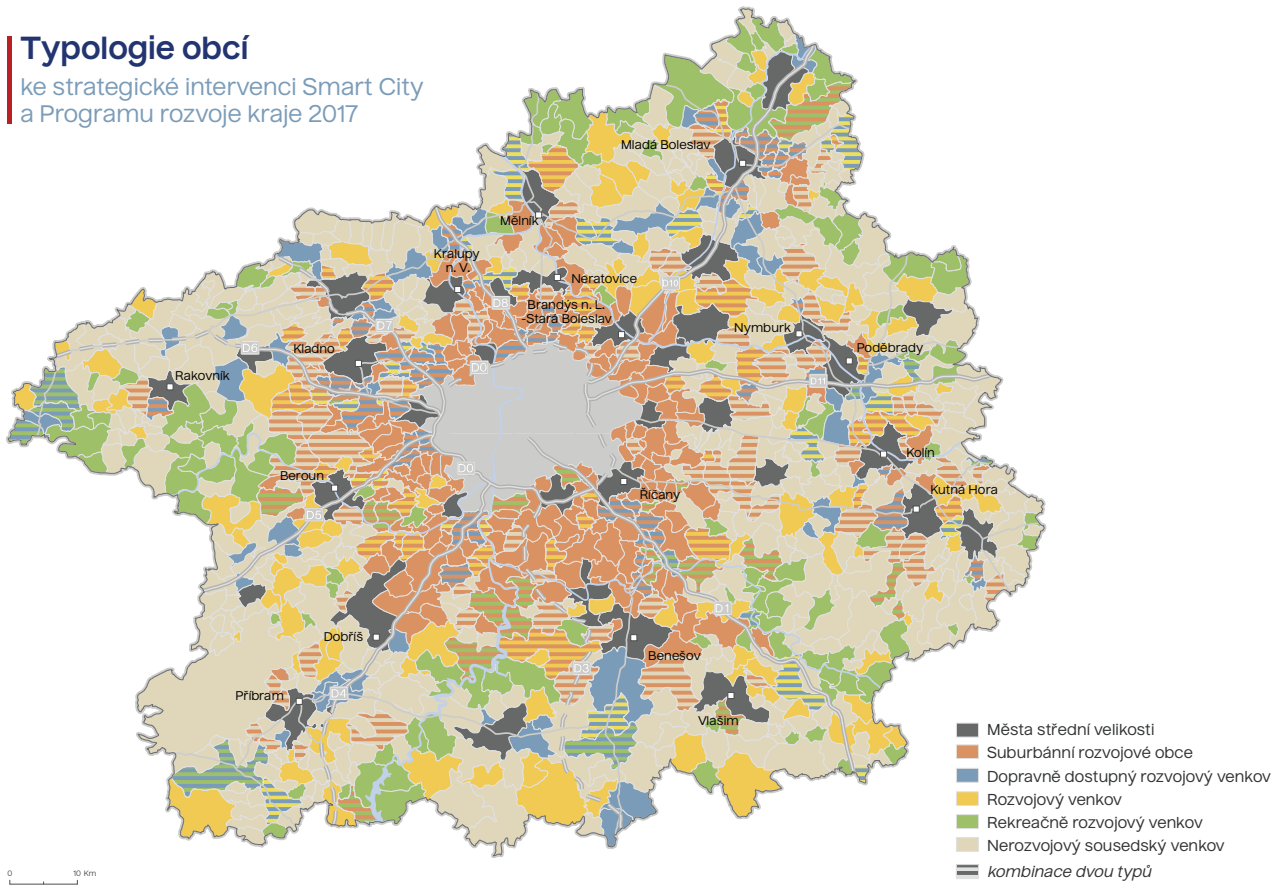 Typologie obcí
ke strategické intervenci Smart City
a Programu rozvoje kraje 2017
Mladá Boleslav
Mělník
Kralupy
n. V.
Neratovice
D10
D8
Brandýs n. L.
-Stará Boleslav
D7
Nymburk
Kladno
D6
Poděbrady
D0
Rakovník
D11
Kolín
D0
Beroun
Říčany
Kutná Hora
D5
D1
Dobříš
Benešov
D3
Příbram
D4
Vlašim
Města střední velikosti
Suburbánní rozvojové obce
Dopravně dostupný rozvojový venkov
Rozvojový venkov
Rekreačně rozvojový venkov
Nerozvojový sousedský venkov
kombinace dvou typů
0 10 Km